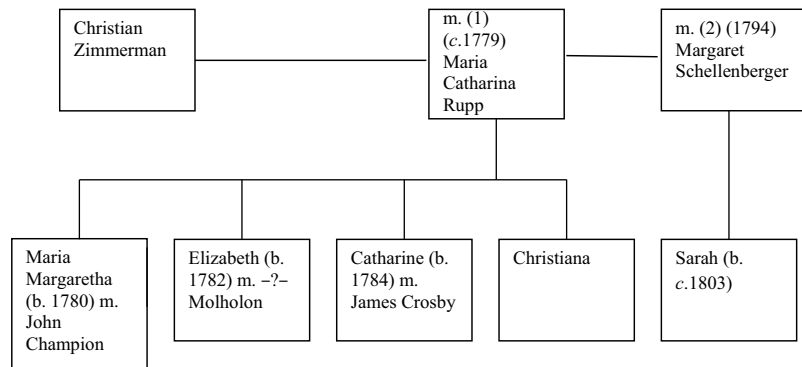 Christian
Zimmerman
m. (1)
(c.1779)
Maria
Catharina
Rupp
m. (2) (1794)
Margaret
Schellenberger
Maria
Margaretha
(b. 1780) m.
John
Champion
Elizabeth (b.
1782) m. –?–
Molholon
Catharine (b.
1784) m.
James Crosby
Christiana
Sarah (b.
c.1803)